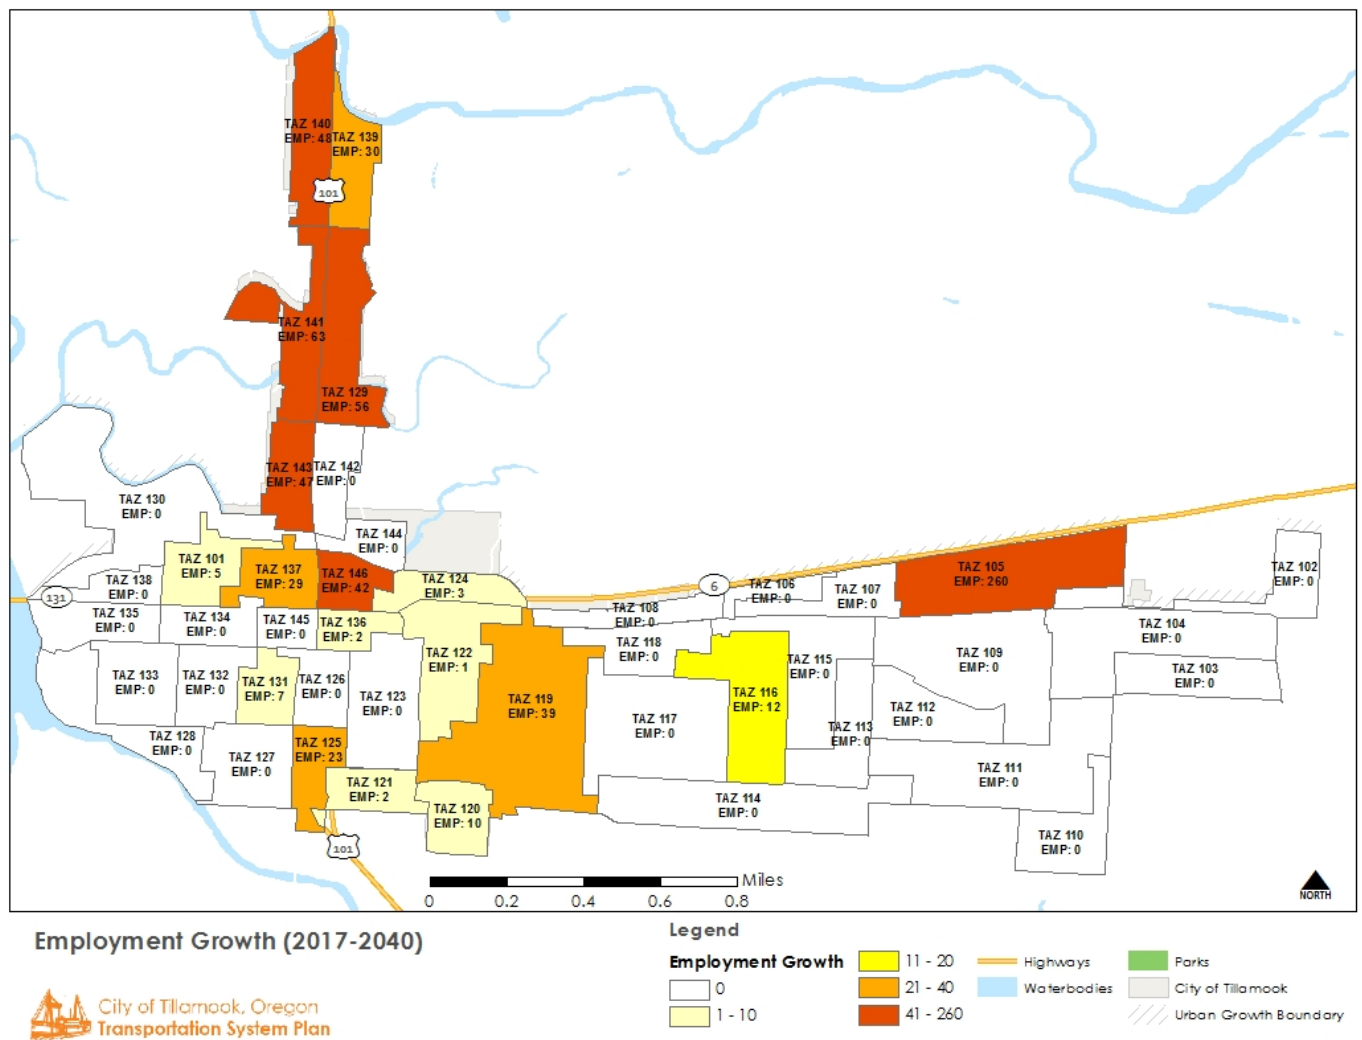 TAZ 140
EMP: 48
TAZ 139
EMP: 30
101
TAZ 141
EMP: 63
TAZ 129
EMP: 56
TAZ 143
EMP: 47
TAZ 142
EMP: 0
TAZ 130
EMP: 0
TAZ 144
EMP: 0
TAZ 101
EMP: 5
TAZ 137
EMP: 29
TAZ 146
EMP: 42
TAZ 124
EMP: 3
TAZ 138
EMP: 0
131
TAZ 135
EMP: 0
TAZ 134
EMP: 0
TAZ 145
EMP: 0
TAZ 136
EMP: 2
TAZ 108
EMP: 0
6
TAZ 106
EMP: 0
TAZ 107
EMP: 0
TAZ 105
EMP: 260
TAZ 102
EMP: 0
TAZ 104
EMP: 0
TAZ 103
EMP: 0
TAZ 133
EMP: 0
TAZ 132
EMP: 0
TAZ 131
EMP: 7
TAZ 126
EMP: 0
TAZ 123
EMP: 0
TAZ 122
EMP: 1
TAZ 119
EMP: 39
TAZ 118
EMP: 0
TAZ 116
EMP: 12
TAZ 115
EMP: 0
TAZ 109
EMP: 0
TAZ 117
EMP: 0
TAZ 113
EMP: 0
TAZ 112
EMP: 0
TAZ 128
EMP: 0
TAZ 127
EMP: 0
TAZ 125
EMP: 23
TAZ 121
EMP: 2
TAZ 120
EMP: 10
TAZ 114
EMP: 0
TAZ 111
EMP: 0
TAZ 110
EMP: 0
101
Miles
0 0.2 0.4 0.6 0.8
NORTH
Employment Growth (2017-2040)
City of Tillamook, Oregon
Transportation System Plan
Legend
Employment Growth
0
1 - 10
11 - 20
21 - 40
41 - 260
Highways
Waterbodies
Parks
City of Tillamook
Urban Growth Boundary